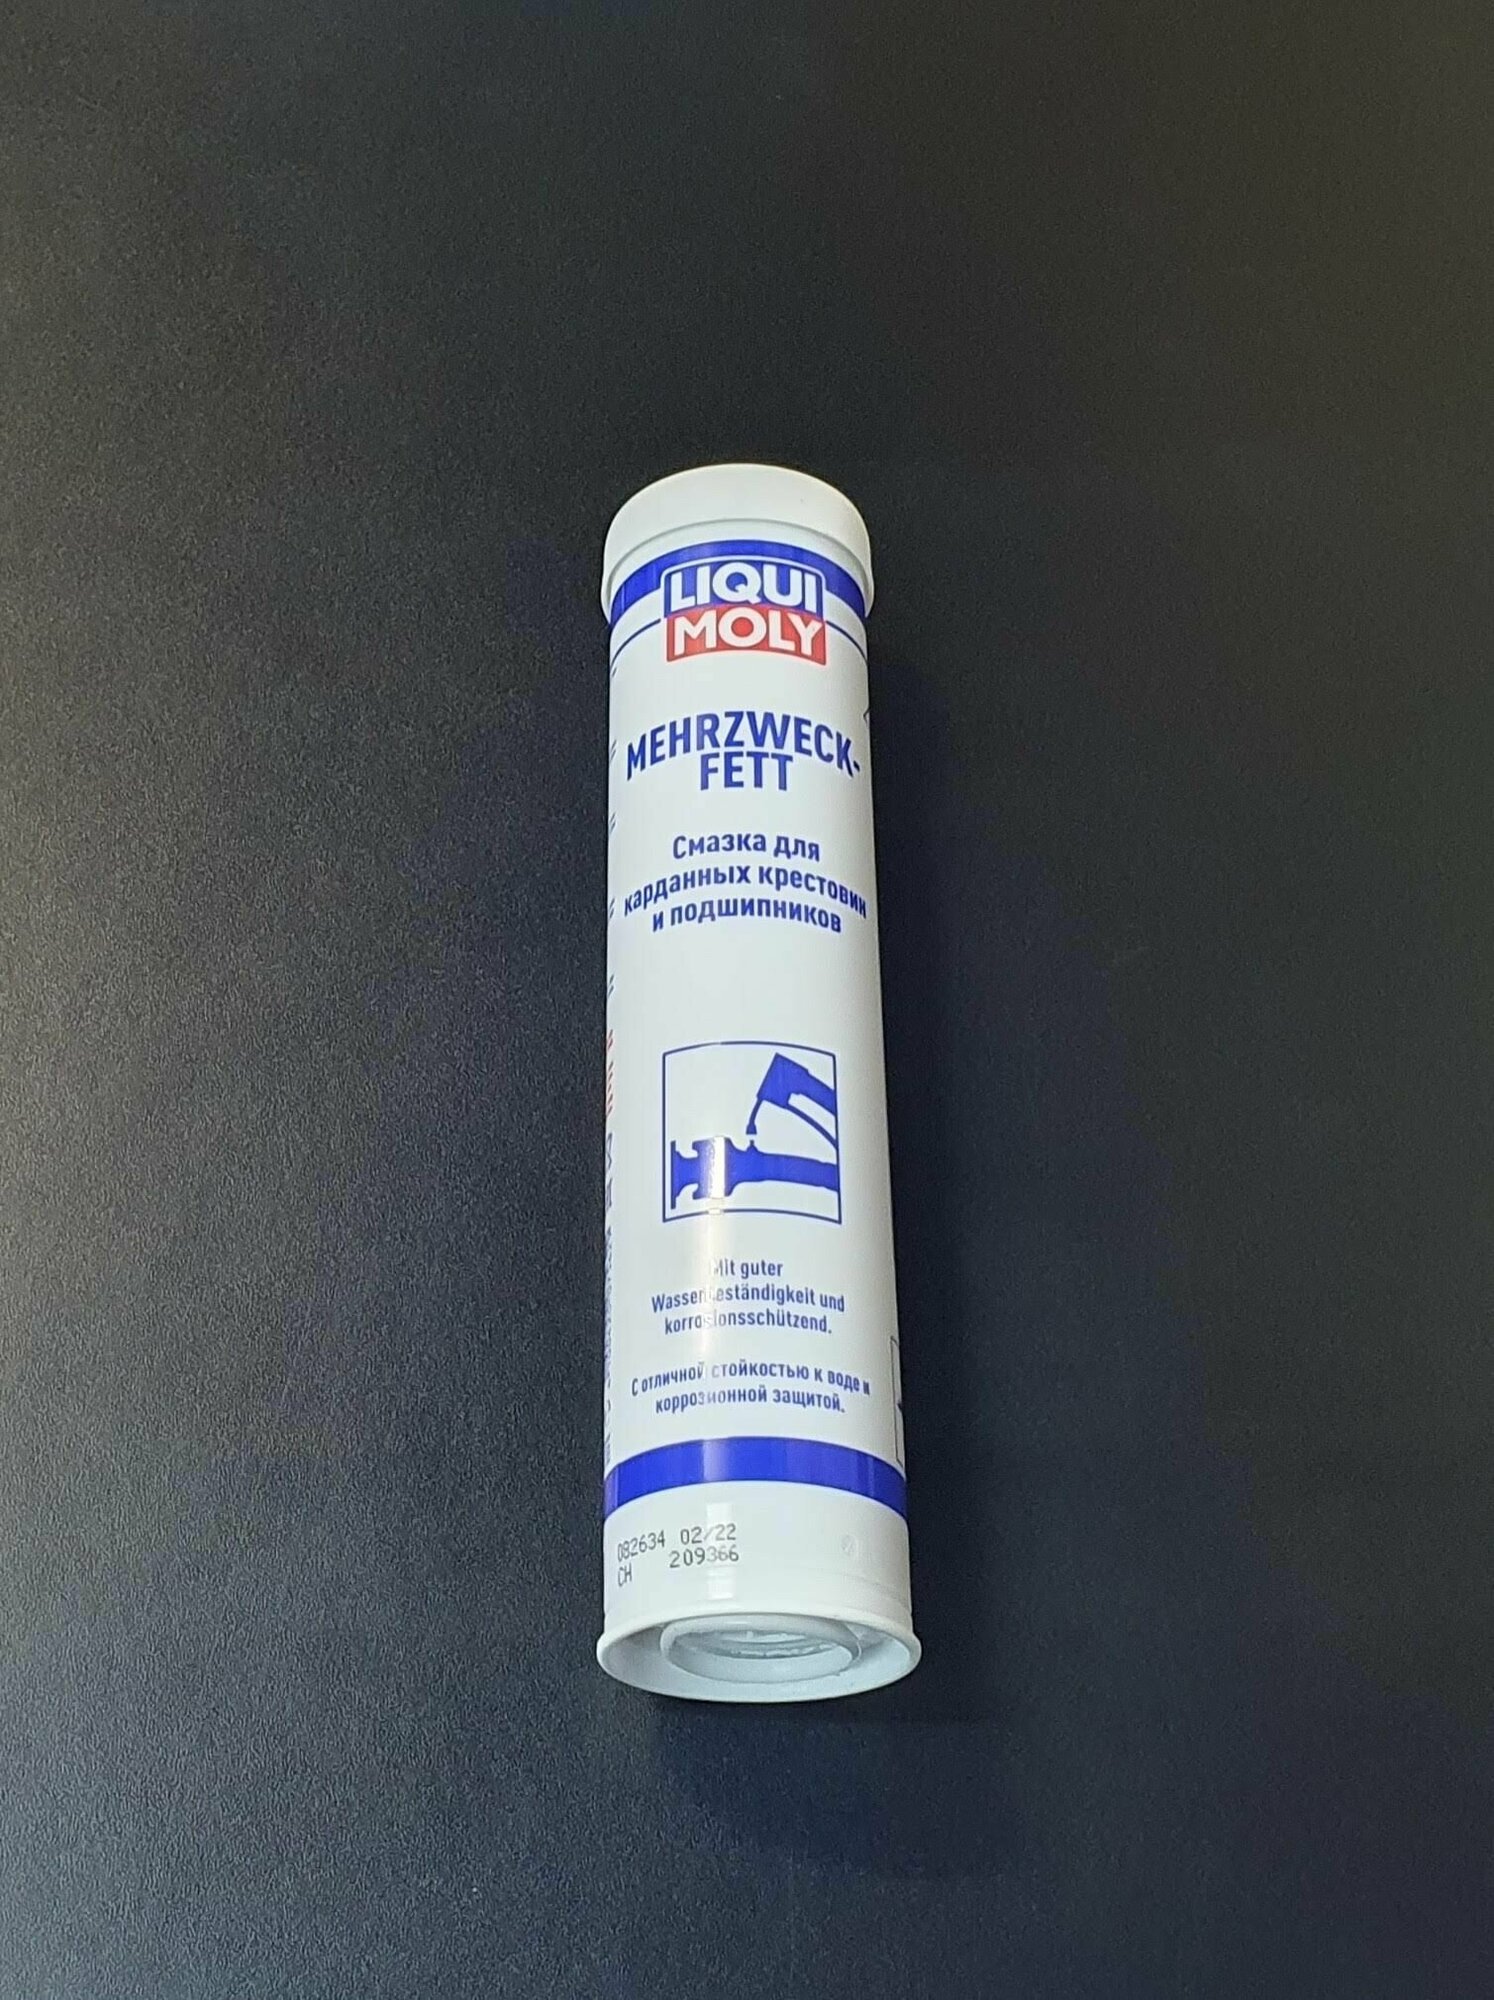 LIQUI
MOLY
MEHRZWECK-
FETT
Смазка для
карданных крестовин
и подшипников
Mit guter
Wasserbeständigkeit und
korrosionsschützend.
С отличной стойкостью к воде и
коррозионной защитой.
082634 02/22
CH 209366